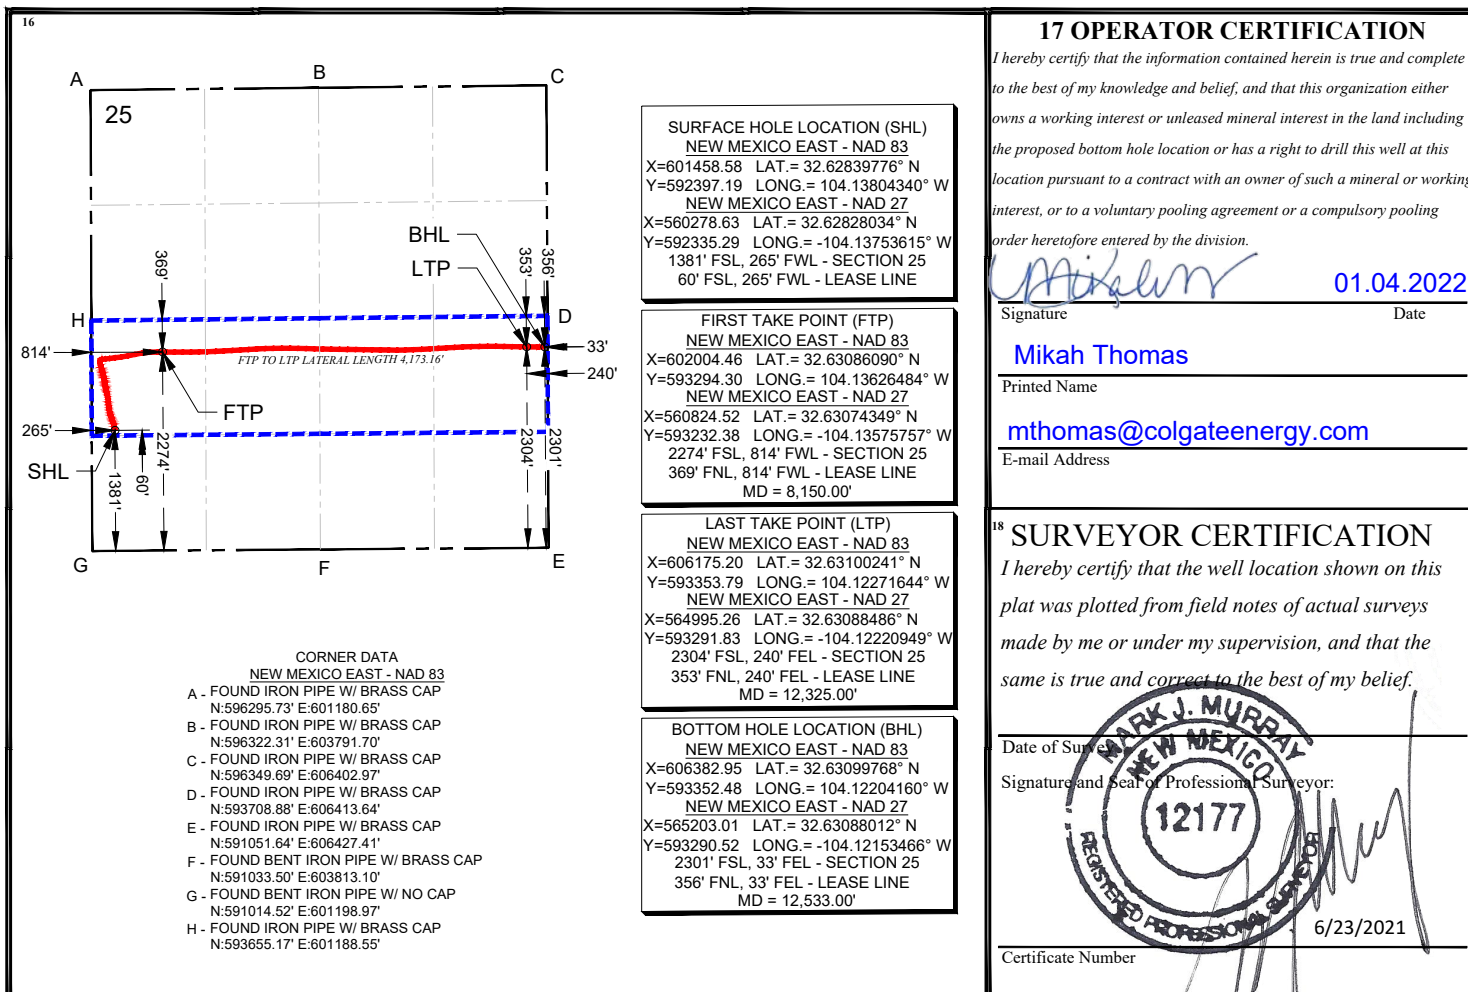 16
A
B
C
25
369'
BHL
LTP
353'
356'
H
D
814'
FTP TO LTP LATERAL LENGTH 4,173.16'
33'
240'
FTP
265'
SHL
1381'
60'
2274'
2304'
2301'
G
F
E
CORNER DATA
NEW MEXICO EAST - NAD 83
A - FOUND IRON PIPE W/ BRASS CAP
N:596295.73' E:601180.65'
B - FOUND IRON PIPE W/ BRASS CAP
N:596322.31' E:603791.70'
C - FOUND IRON PIPE W/ BRASS CAP
N:596349.69' E:606402.97'
D - FOUND IRON PIPE W/ BRASS CAP
N:593708.88' E:606413.64'
E - FOUND IRON PIPE W/ BRASS CAP
N:591051.64' E:606427.41'
F - FOUND BENT IRON PIPE W/ BRASS CAP
N:591033.50' E:603813.10'
G - FOUND BENT IRON PIPE W/ NO CAP
N:591014.52' E:601198.97'
H - FOUND IRON PIPE W/ BRASS CAP
N:593655.17' E:601188.55'
SURFACE HOLE LOCATION (SHL)
NEW MEXICO EAST - NAD 83
X=601458.58 LAT.= 32.62839776° N
Y=592397.19 LONG.= 104.13804340° W
NEW MEXICO EAST - NAD 27
X=560278.63 LAT.= 32.62828034° N
Y=592335.29 LONG.= -104.13753615° W
1381' FSL, 265' FWL - SECTION 25
60' FSL, 265' FWL - LEASE LINE
FIRST TAKE POINT (FTP)
NEW MEXICO EAST - NAD 83
X=602004.46 LAT.= 32.63086090° N
Y=593294.30 LONG.= 104.13626484° W
NEW MEXICO EAST - NAD 27
X=560824.52 LAT.= 32.63074349° N
Y=593232.38 LONG.= -104.13575757° W
2274' FSL, 814' FWL - SECTION 25
369' FNL, 814' FWL - LEASE LINE
MD = 8,150.00'
LAST TAKE POINT (LTP)
NEW MEXICO EAST - NAD 83
X=606175.20 LAT.= 32.63100241° N
Y=593353.79 LONG.= 104.12271644° W
NEW MEXICO EAST - NAD 27
X=564995.26 LAT.= 32.63088486° N
Y=593291.83 LONG.= -104.12220949° W
2304' FSL, 240' FEL - SECTION 25
353' FNL, 240' FEL - LEASE LINE
MD = 12,325.00'
BOTTOM HOLE LOCATION (BHL)
NEW MEXICO EAST - NAD 83
X=606382.95 LAT.= 32.63099768° N
Y=593352.48 LONG.= 104.12204160° W
NEW MEXICO EAST - NAD 27
X=565203.01 LAT.= 32.63088012° N
Y=593290.52 LONG.= -104.12153466° W
2301' FSL, 33' FEL - SECTION 25
356' FNL, 33' FEL - LEASE LINE
MD = 12,533.00'
17 OPERATOR CERTIFICATION
I hereby certify that the information contained herein is true and complete
to the best of my knowledge and belief, and that this organization either
owns a working interest or unleased mineral interest in the land including
the proposed bottom hole location or has a right to drill this well at this
location pursuant to a contract with an owner of such a mineral or working
interest, or to a voluntary pooling agreement or a compulsory pooling
order heretofore entered by the division.
01.04.2022
Signature Date
Mikah Thomas
Printed Name
mthomas@colgateenergy.com
E-mail Address
18 SURVEYOR CERTIFICATION
I hereby certify that the well location shown on this
plat was plotted from field notes of actual surveys
made by me or under my supervision, and that the
same is true and correct to the best of my belief.
Date of Survey
Signature and Seal of Professional Surveyor:
MARK J. MURRAY
NEW MEXICO
12177
REGISTERED PROFESSIONAL SURVEYOR
6/23/2021
Certificate Number